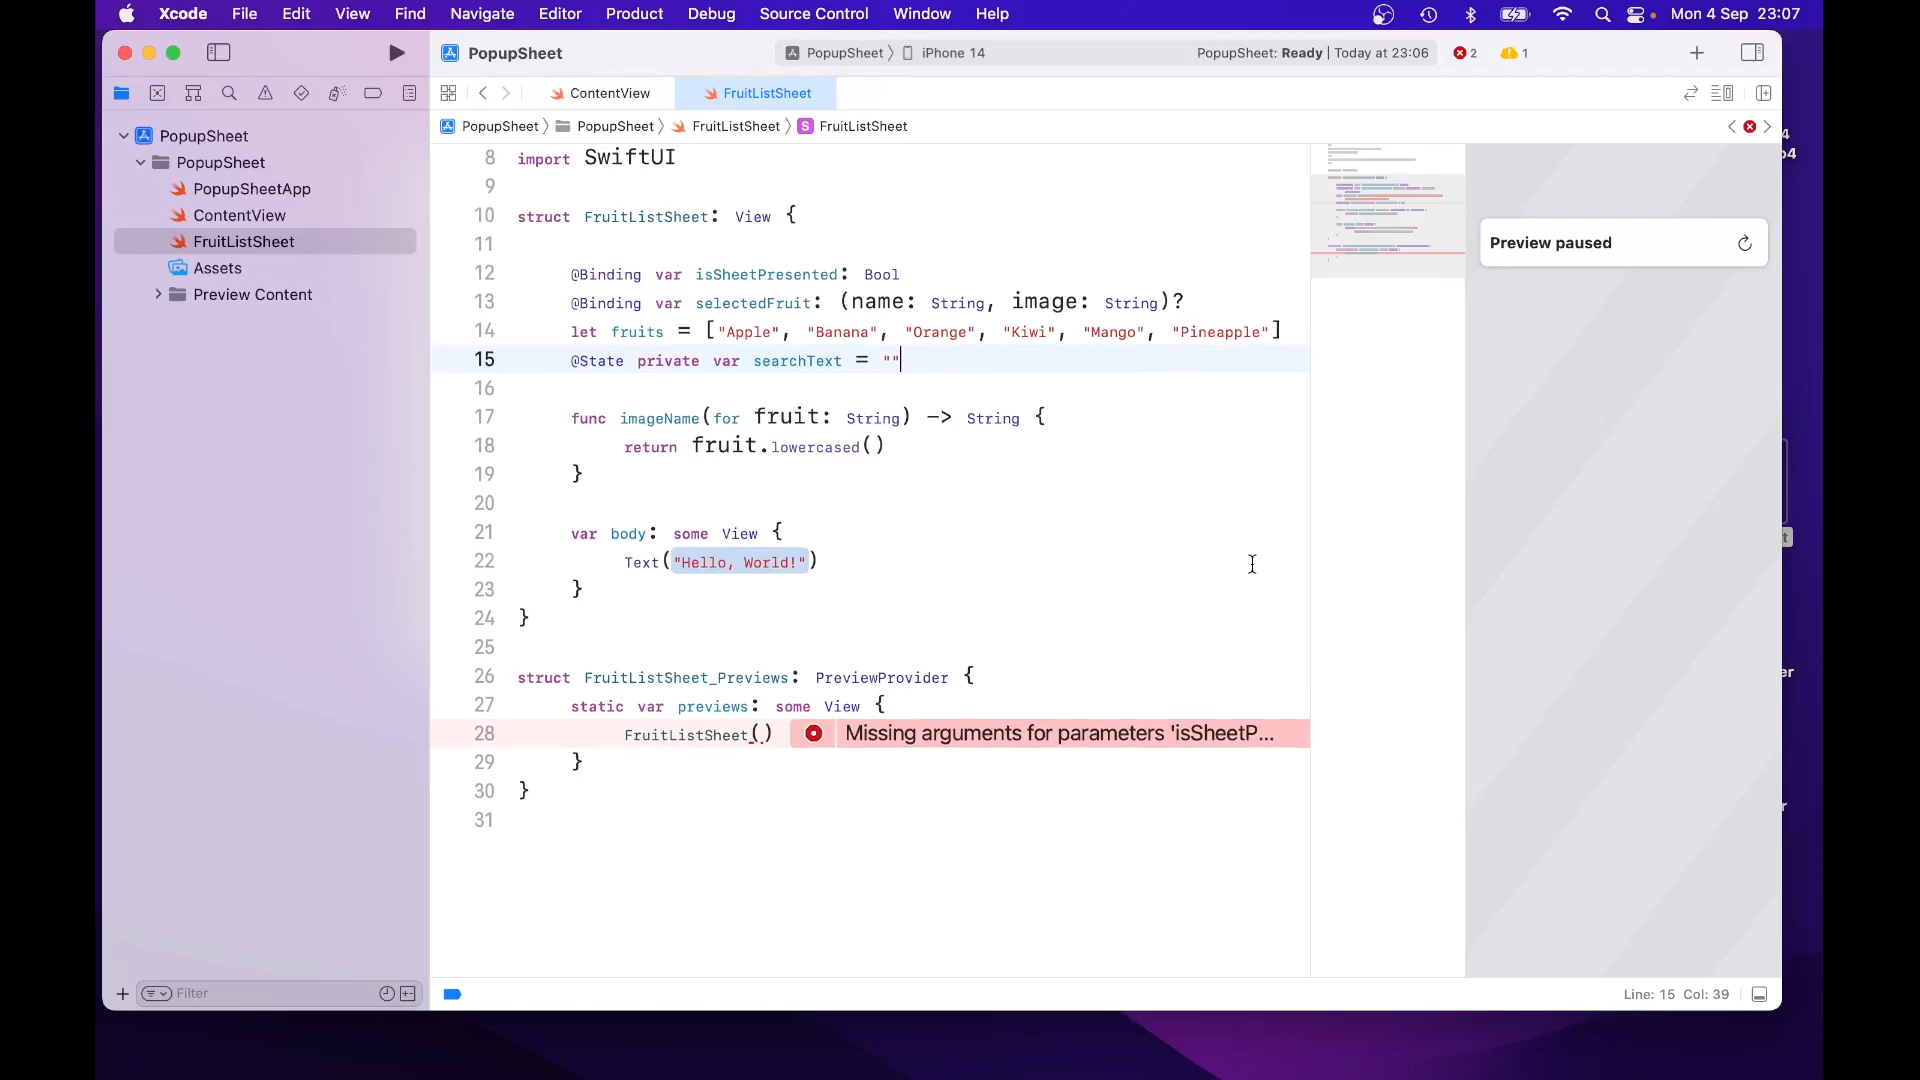 Xcode File Edit View Find Navigate Editor Product Debug Source Control Window Help Mon 4 Sep 23:07
PopupSheet PopupSheet iPhone 14 PopupSheet: Ready | Today at 23:06 2 1
ContentView FruitListSheet
PopupSheet PopupSheet FruitListSheet S FruitListSheet
PopupSheet
PopupSheet
PopupSheetApp
ContentView
FruitListSheet
Assets
Preview Content
8 import SwiftUI
9
10 struct FruitListSheet: View {
11
12 @Binding var isSheetPresented: Bool
13 @Binding var selectedFruit: (name: String, image: String)?
14 let fruits = ["Apple", "Banana", "Orange", "Kiwi", "Mango", "Pineapple"]
15 @State private var searchText = ""
16
17 func imageName(for fruit: String) -> String {
18 return fruit.lowercased()
19 }
20
21 var body: some View {
22 Text("Hello, World!")
23 }
24 }
25
26 struct FruitListSheet_Previews: PreviewProvider {
27 static var previews: some View {
28 FruitListSheet() Missing arguments for parameters 'isSheetP...
29 }
30 }
31
Preview paused
Filter
Line: 15 Col: 39